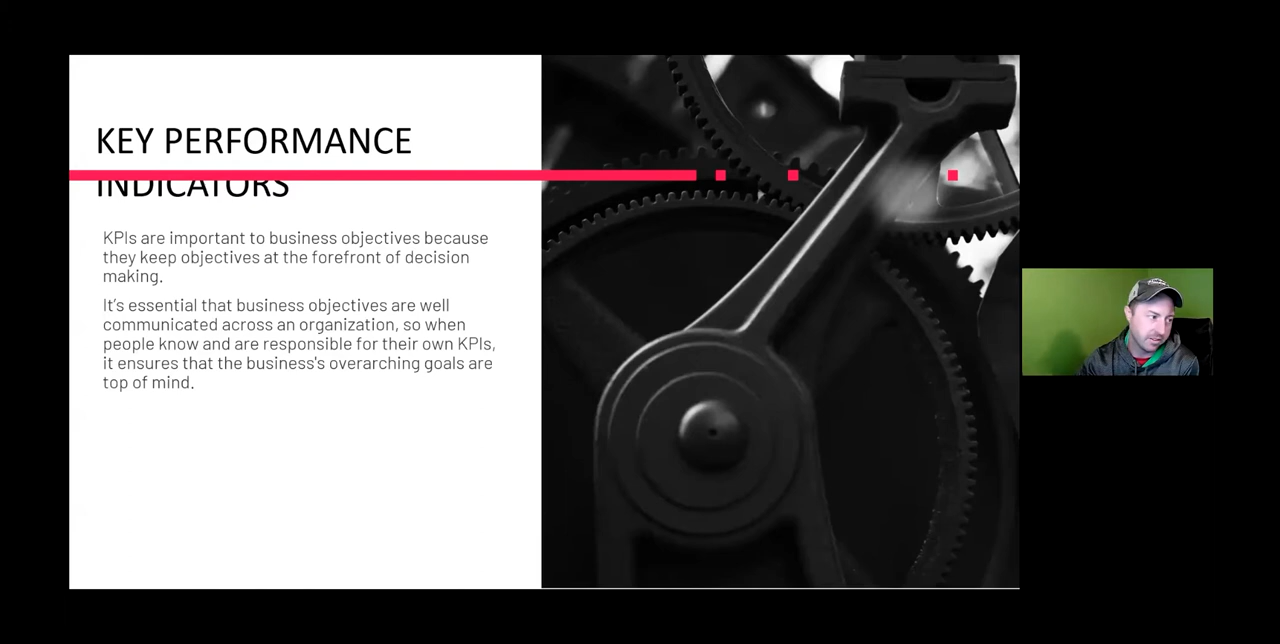 KEY PERFORMANCE
INDICATORS
KPIs are important to business objectives because
they keep objectives at the forefront of decision
making.
It's essential that business objectives are well
communicated across an organization, so when
people know and are responsible for their own KPIs,
it ensures that the business's overarching goals are
top of mind.